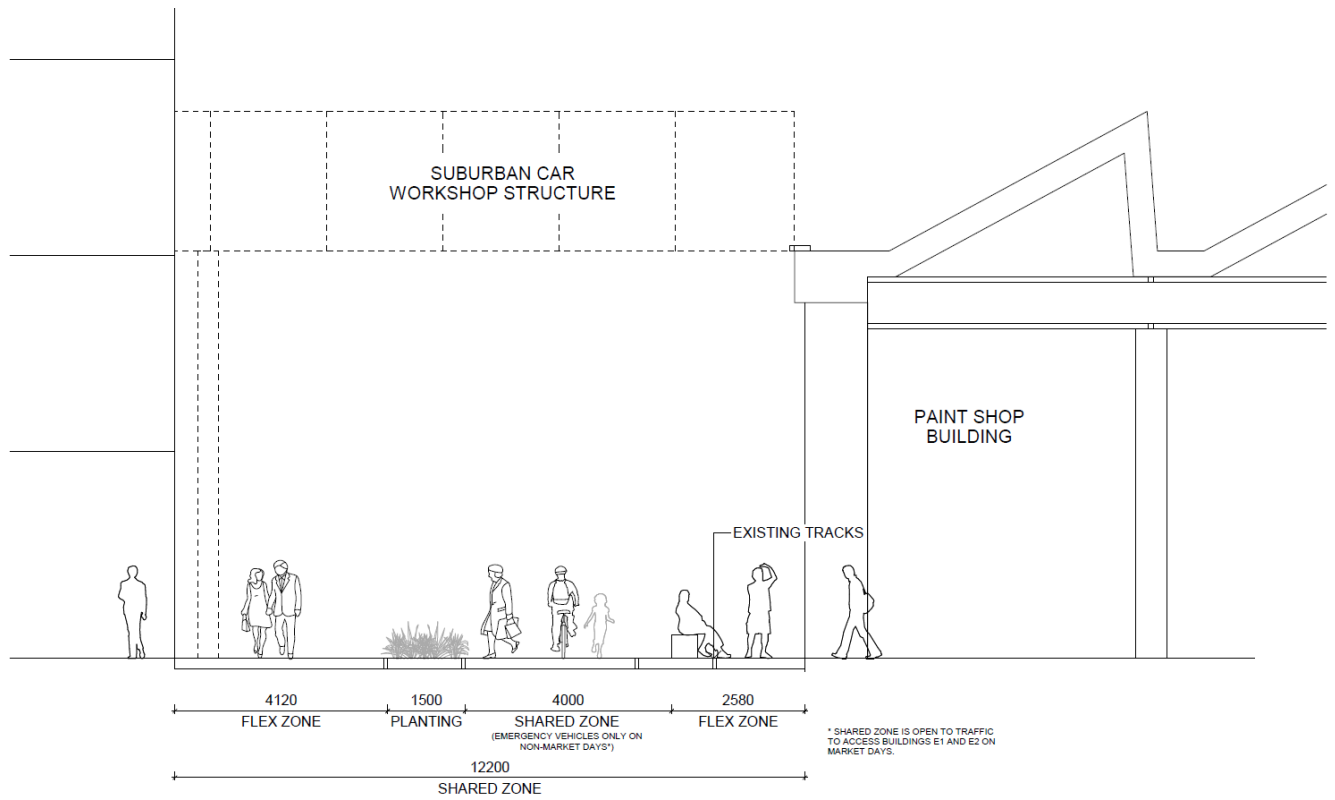 SUBURBAN CAR
WORKSHOP STRUCTURE
PAINT SHOP
BUILDING
EXISTING TRACKS
4120
FLEX ZONE
1500
PLANTING
4000
SHARED ZONE
(EMERGENCY VEHICLES ONLY ON
NON-MARKET DAYS*)
2580
FLEX ZONE
* SHARED ZONE IS OPEN TO TRAFFIC
TO ACCESS BUILDINGS E1 AND E2 ON
MARKET DAYS.
12200
SHARED ZONE